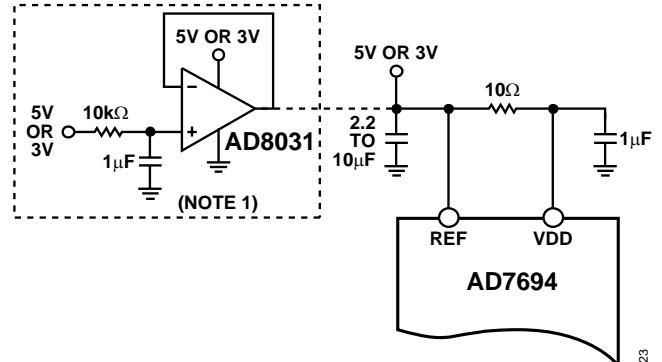 5V OR 3V
5V
OR
3V
10kΩ
1µF
–
+
AD8031
(NOTE 1)
5V OR 3V
2.2
TO
10µF
10Ω
1µF
REF
VDD
AD7694
23